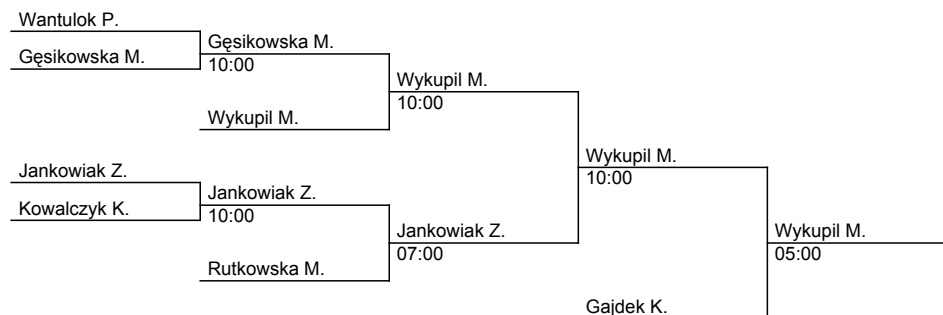 Wantulok P.
Gęsikowska M.
Gęsikowska M.
10:00
Wykupil M.
Wykupil M.
10:00
Jankowiak Z.
Kowalczyk K.
Jankowiak Z.
10:00
Rutkowska M.
Jankowiak Z.
07:00
Wykupil M.
10:00
Gajdek K.
Wykupil M.
05:00